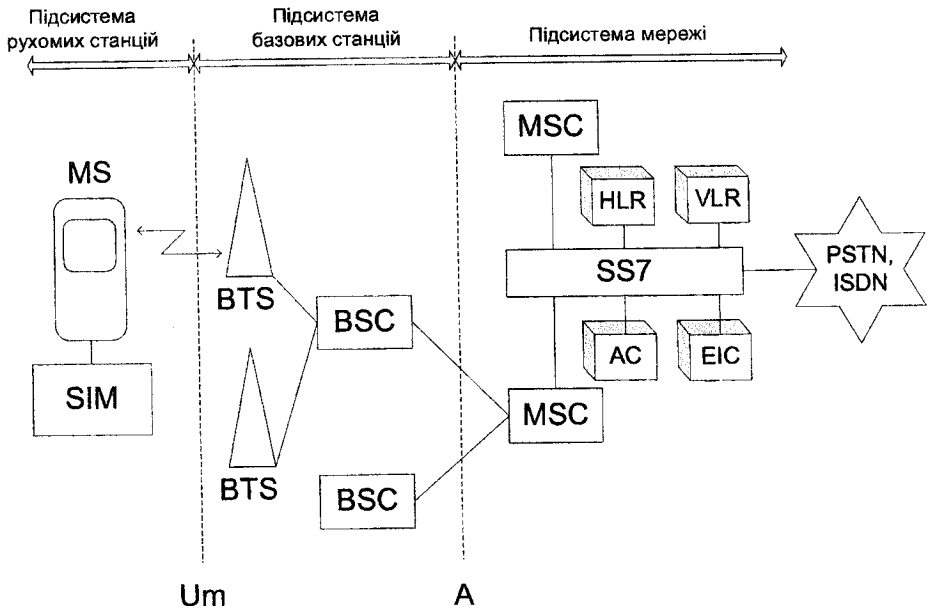 Підсистема
рухомих станцій
Підсистема
базових станцій
Підсистема мережі
MS
SIM
BTS
BTS
BSC
BSC
MSC
HLR
VLR
SS7
AC
EIC
MSC
PSTN,
ISDN
Um
A